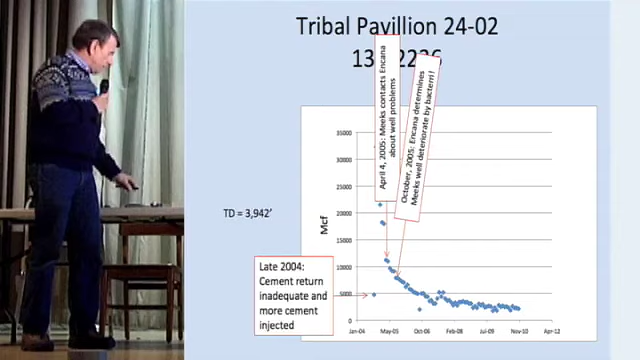 Tribal Pavillion 24-02
April 4, 2005: Meeks contacts Encana
about well problems
October, 2005: Encana determines
Meeks well deteriorate by bacterri!
35000
30000
25000
20000
15000
10000
5000
0
Mcf
TD = 3,942’
Late 2004:
Cement return
inadequate and
more cement
injected
Jan-04 May-05 Oct-06 Feb-08 Jul-09 Nov-10 Apr-12